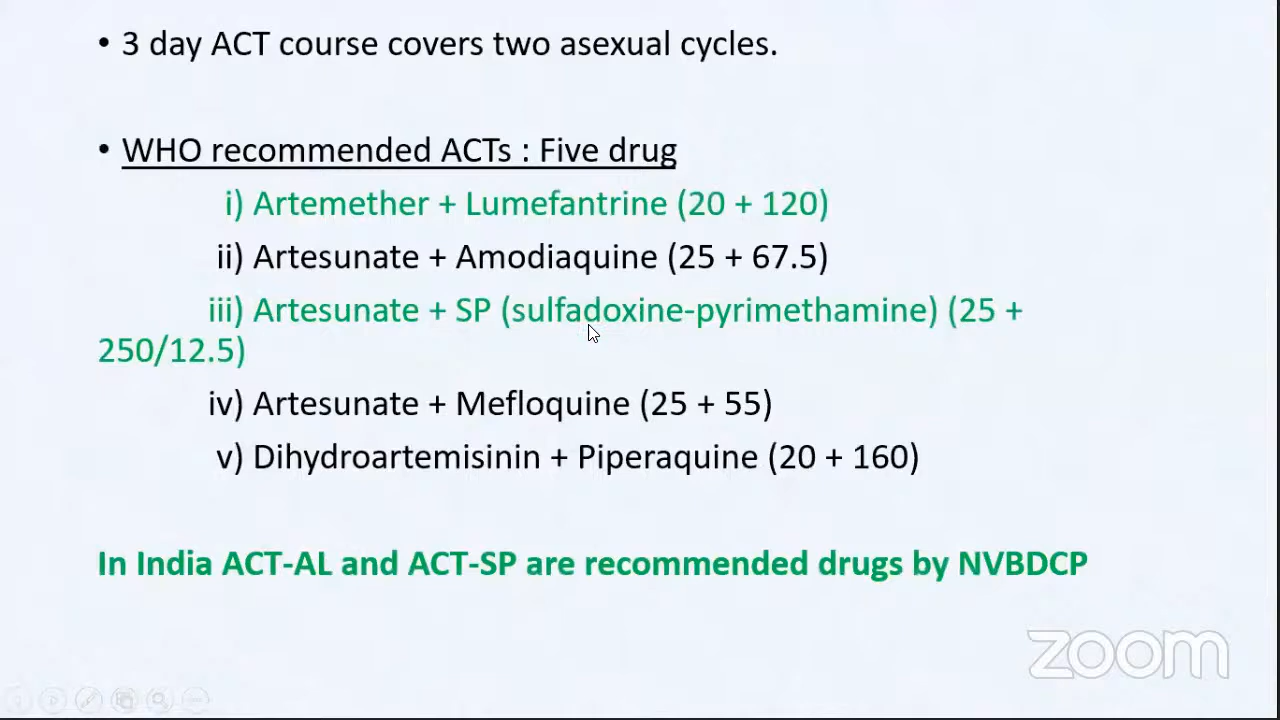 • 3 day ACT course covers two asexual cycles.
• WHO recommended ACTs : Five drug
i) Artemether + Lumefantrine (20 + 120)
ii) Artesunate + Amodiaquine (25 + 67.5)
iii) Artesunate + SP (sulfadoxine-pyrimethamine) (25 +
250/12.5)
iv) Artesunate + Mefloquine (25 + 55)
v) Dihydroartemisinin + Piperaquine (20 + 160)
In India ACT-AL and ACT-SP are recommended drugs by NVBDCP
zoom